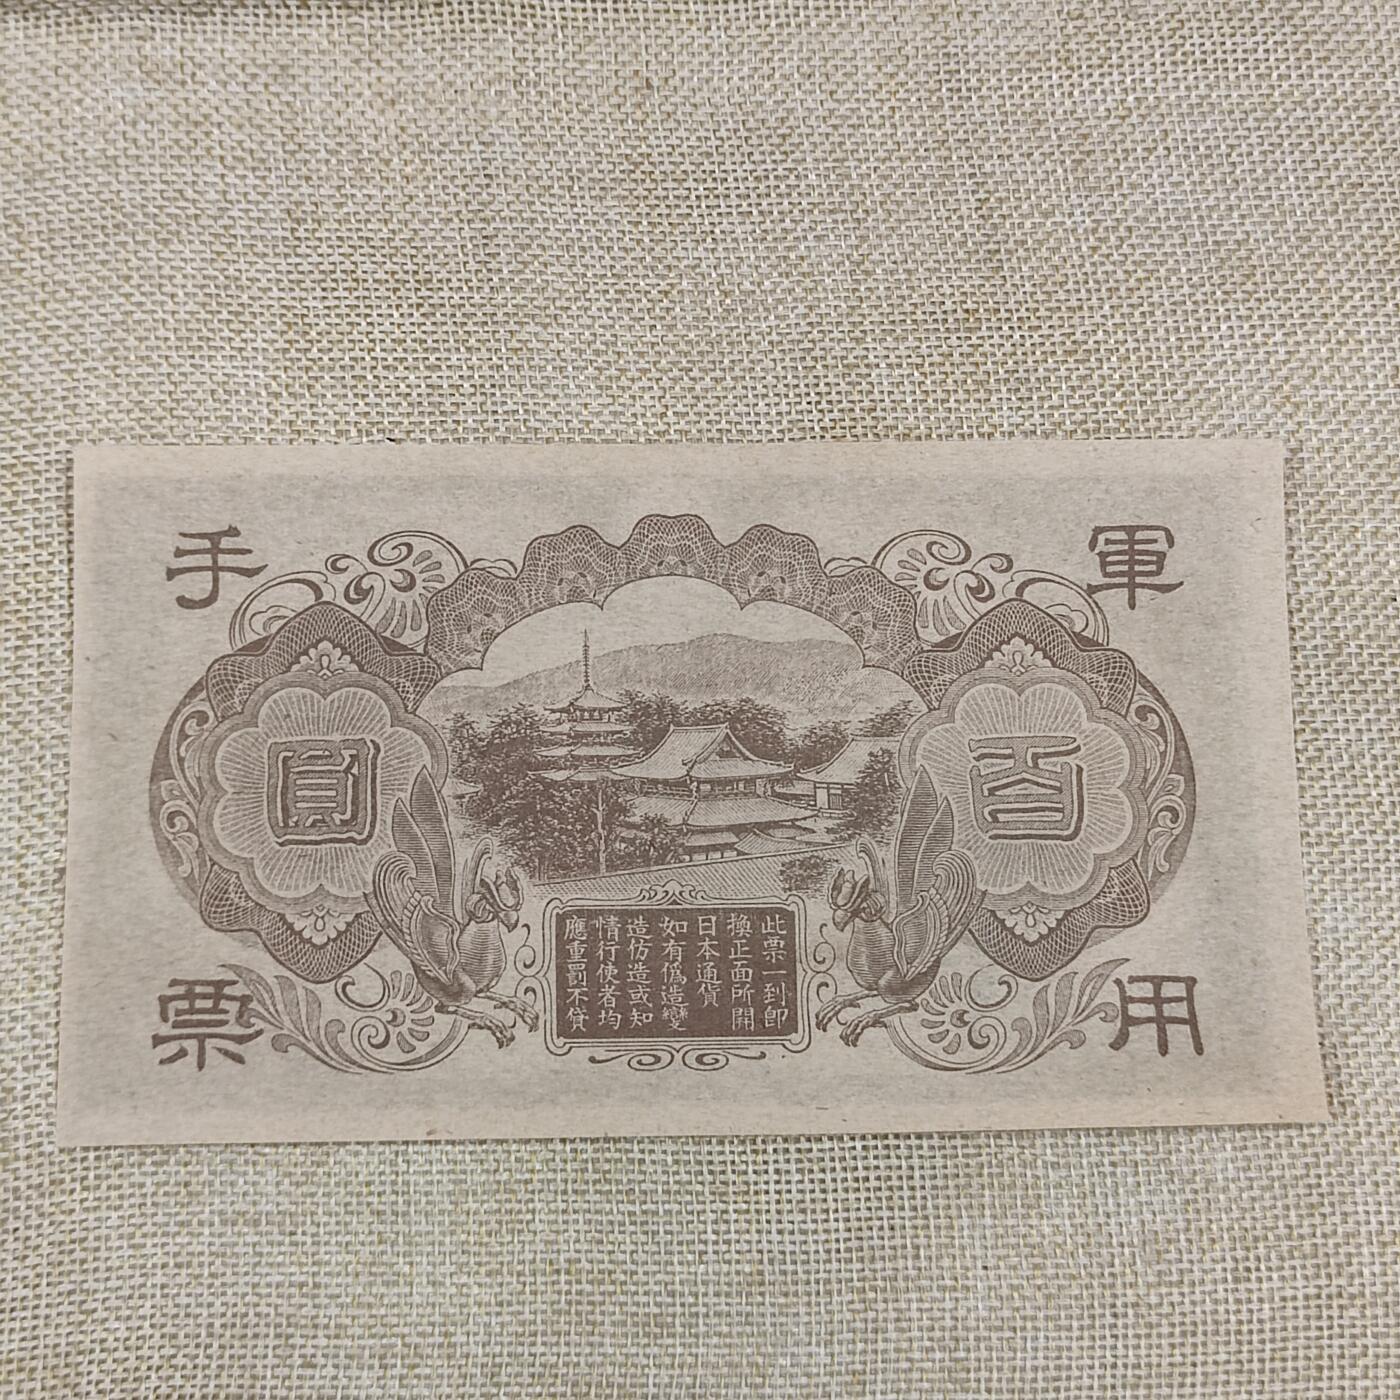 軍用
手票
百圓
此票一到即
換正面所開
日本通貨
如有僞造變
造仿造或知
情行使者均
應重罰不貸